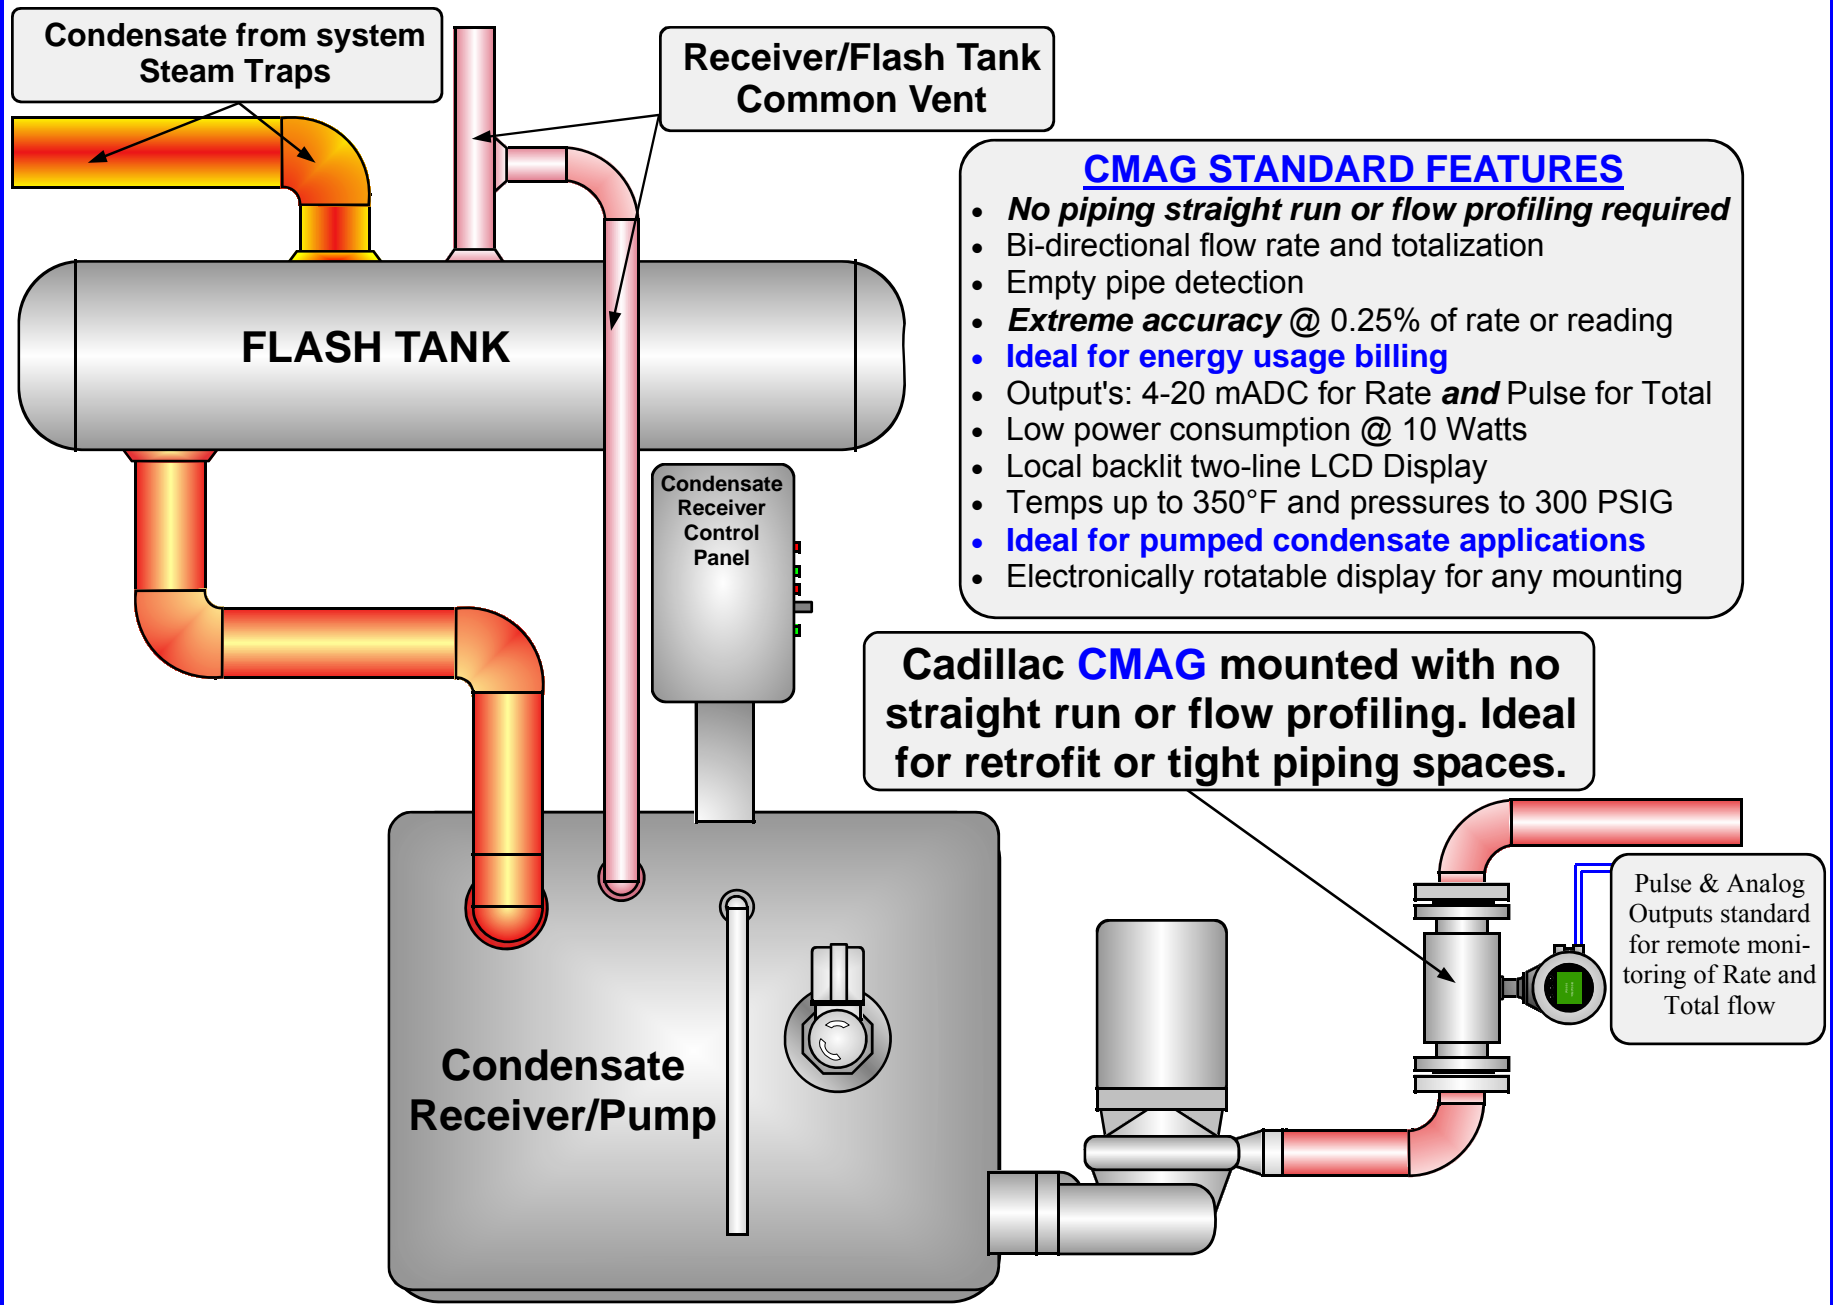 Condensate from system
Steam Traps
Receiver/Flash Tank
Common Vent
CMAG STANDARD FEATURES
• No piping straight run or flow profiling required
• Bi-directional flow rate and totalization
• Empty pipe detection
• Extreme accuracy @ 0.25% of rate or reading
• Ideal for energy usage billing
• Output's: 4-20 mADC for Rate and Pulse for Total
• Low power consumption @ 10 Watts
• Local backlit two-line LCD Display
• Temps up to 350°F and pressures to 300 PSIG
• Ideal for pumped condensate applications
• Electronically rotatable display for any mounting
FLASH TANK
Condensate
Receiver
Control
Panel
Cadillac CMAG mounted with no
straight run or flow profiling. Ideal
for retrofit or tight piping spaces.
Pulse & Analog
Outputs standard
for remote moni-
toring of Rate and
Total flow
Condensate
Receiver/Pump